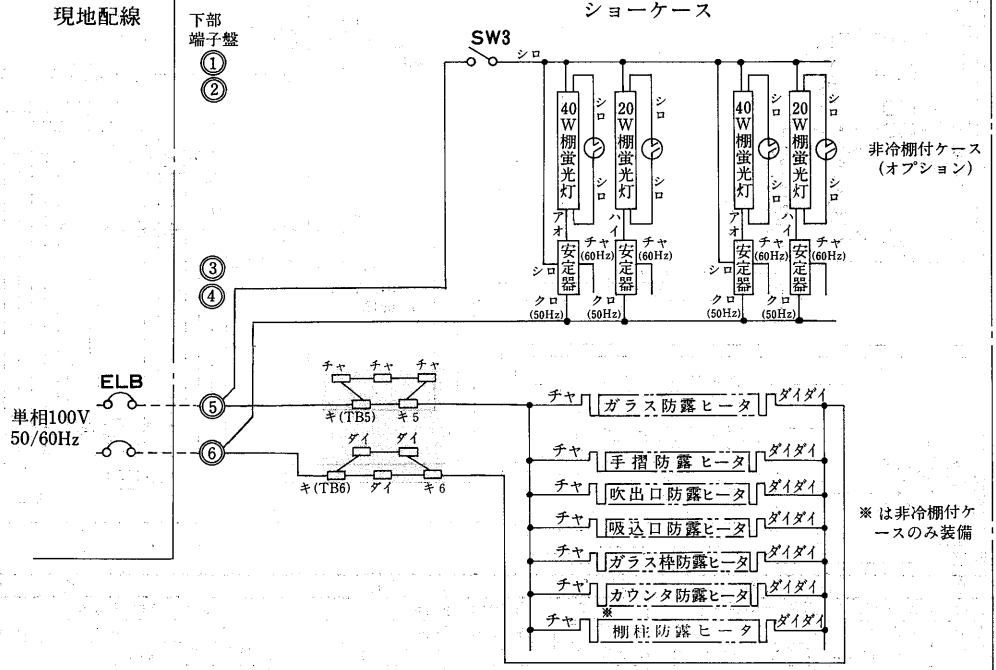 現地配線
下部
端子盤
①
②
③
④
⑤
⑥
ショーケース
SW3
シロ
40W棚蛍光灯
シロ
シロ
20W棚蛍光灯
シロ
シロ
40W棚蛍光灯
シロ
シロ
20W棚蛍光灯
シロ
シロ
非冷棚付ケース
(オプション)
アオ
ハイ
アオ
ハイ
シロ
安定器
チャ
(60Hz)
安定器
チャ
(60Hz)
シロ
安定器
チャ
(60Hz)
安定器
チャ
(60Hz)
クロ
(50Hz)
クロ
(50Hz)
クロ
(50Hz)
クロ
(50Hz)
ELB
単相100V
50/60Hz
チャ チャ チャ
キ(TB5) キ5
ダイ ダイ
キ(TB6) ダイ キ6
チャ ガラス防露ヒータ ダイダイ
チャ 手摺防露ヒータ ダイダイ
チャ 吹出口防露ヒータ ダイダイ
チャ 吸込口防露ヒータ ダイダイ
チャ ガラス枠防露ヒータ ダイダイ
チャ カウンタ防露ヒータ ダイダイ
※
チャ 棚柱防露ヒータ ダイダイ
※は非冷棚付ケ
ースのみ装備